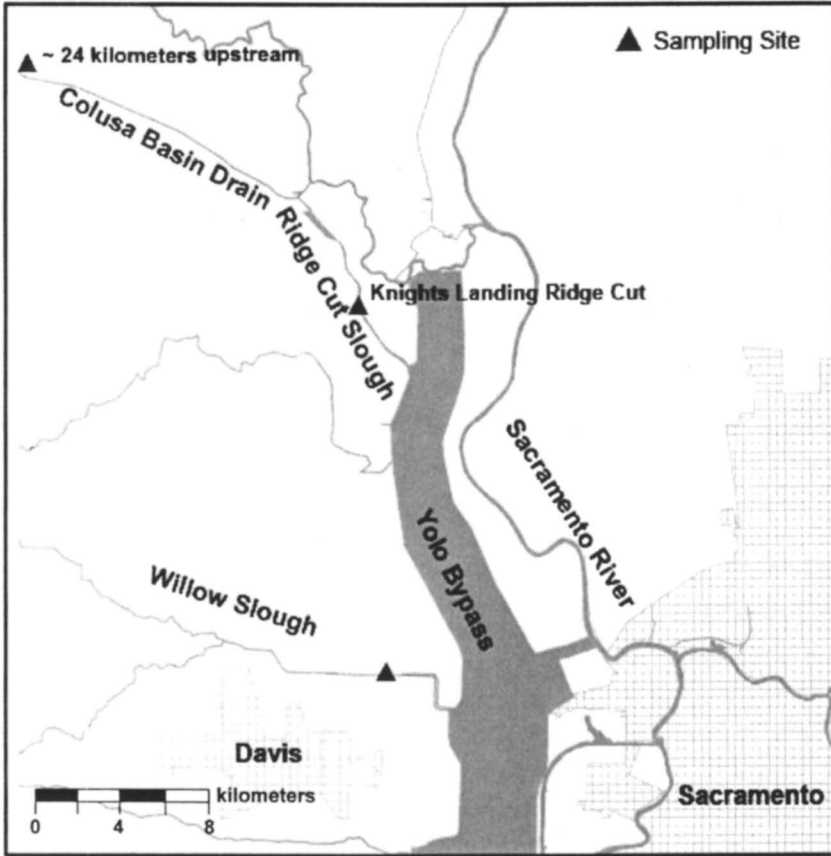 Sampling Site
~ 24 kilometers upstream
Colusa Basin Drain
Ridge Cut Slough
Knights Landing Ridge Cut
Sacramento River
Yolo Bypass
Willow Slough
Davis
Sacramento
kilometers
0 4 8